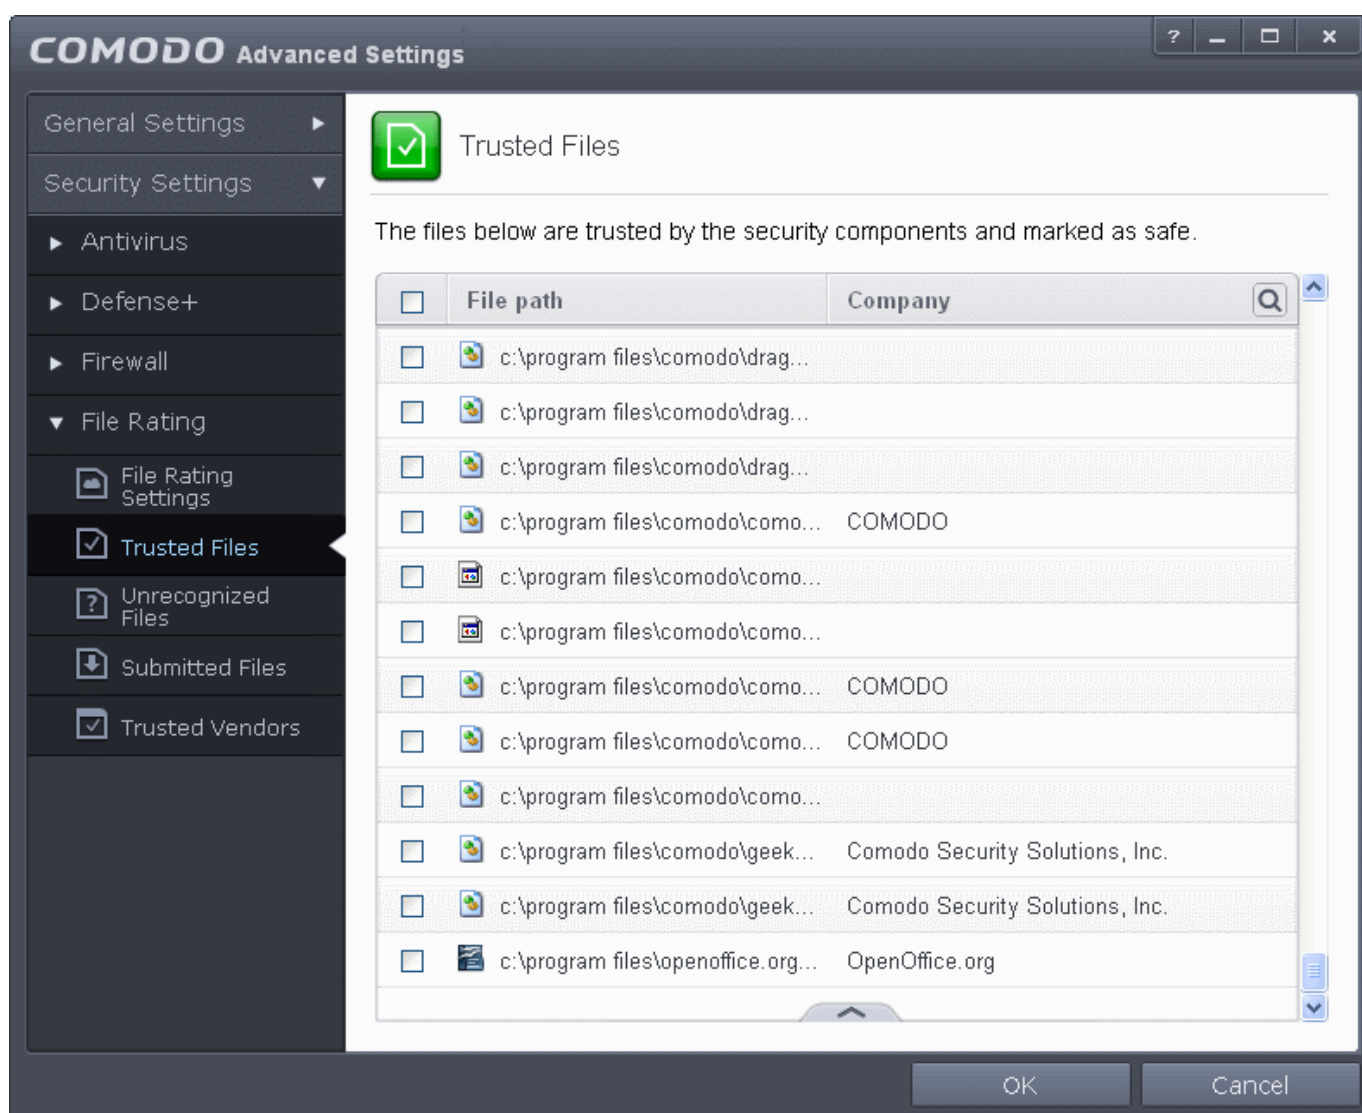 COMODO Advanced Settings
?
General Settings
Security Settings
Antivirus
Defense+
Firewall
File Rating
File Rating
Settings
Trusted Files
Unrecognized
Files
Submitted Files
Trusted Vendors
Trusted Files
The files below are trusted by the security components and marked as safe.
File path Company
c:\program files\comodo\drag...
c:\program files\comodo\drag...
c:\program files\comodo\drag...
c:\program files\comodo\como... COMODO
c:\program files\comodo\como...
c:\program files\comodo\como...
c:\program files\comodo\como... COMODO
c:\program files\comodo\como... COMODO
c:\program files\comodo\como...
c:\program files\comodo\geek... Comodo Security Solutions, Inc.
c:\program files\comodo\geek... Comodo Security Solutions, Inc.
c:\program files\openoffice.org... OpenOffice.org
OK Cancel